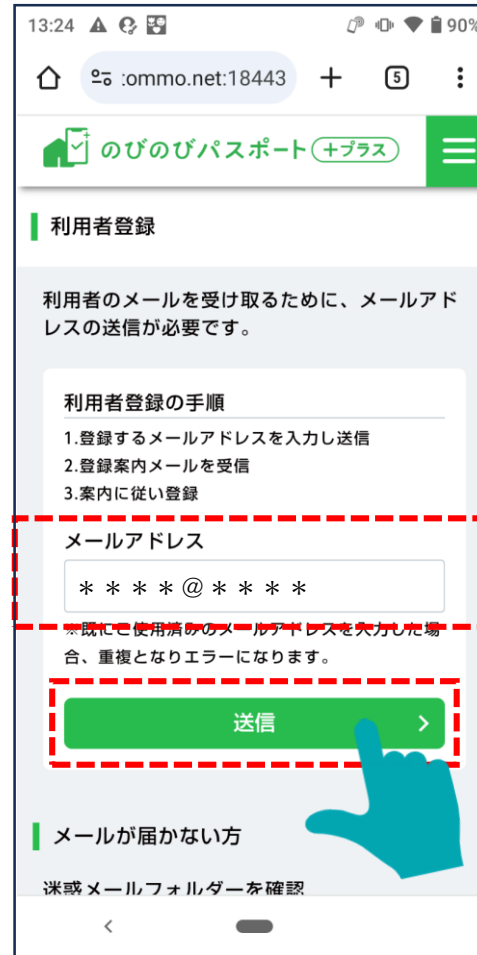 13:24
90%
:ommo.net:18443
5
のびのびパスポート +プラス
利用者登録
利用者のメールを受け取るために、メールアド
レスの送信が必要です。
利用者登録の手順
1.登録するメールアドレスを入力し送信
2.登録案内メールを受信
3.案内に従い登録
メールアドレス
＊＊＊＊@＊＊＊＊
※既にご使用済みのメールアドレスを入力した場
合、重複となりエラーになります。
送信
メールが届かない方
迷惑メールフォルダーを確認